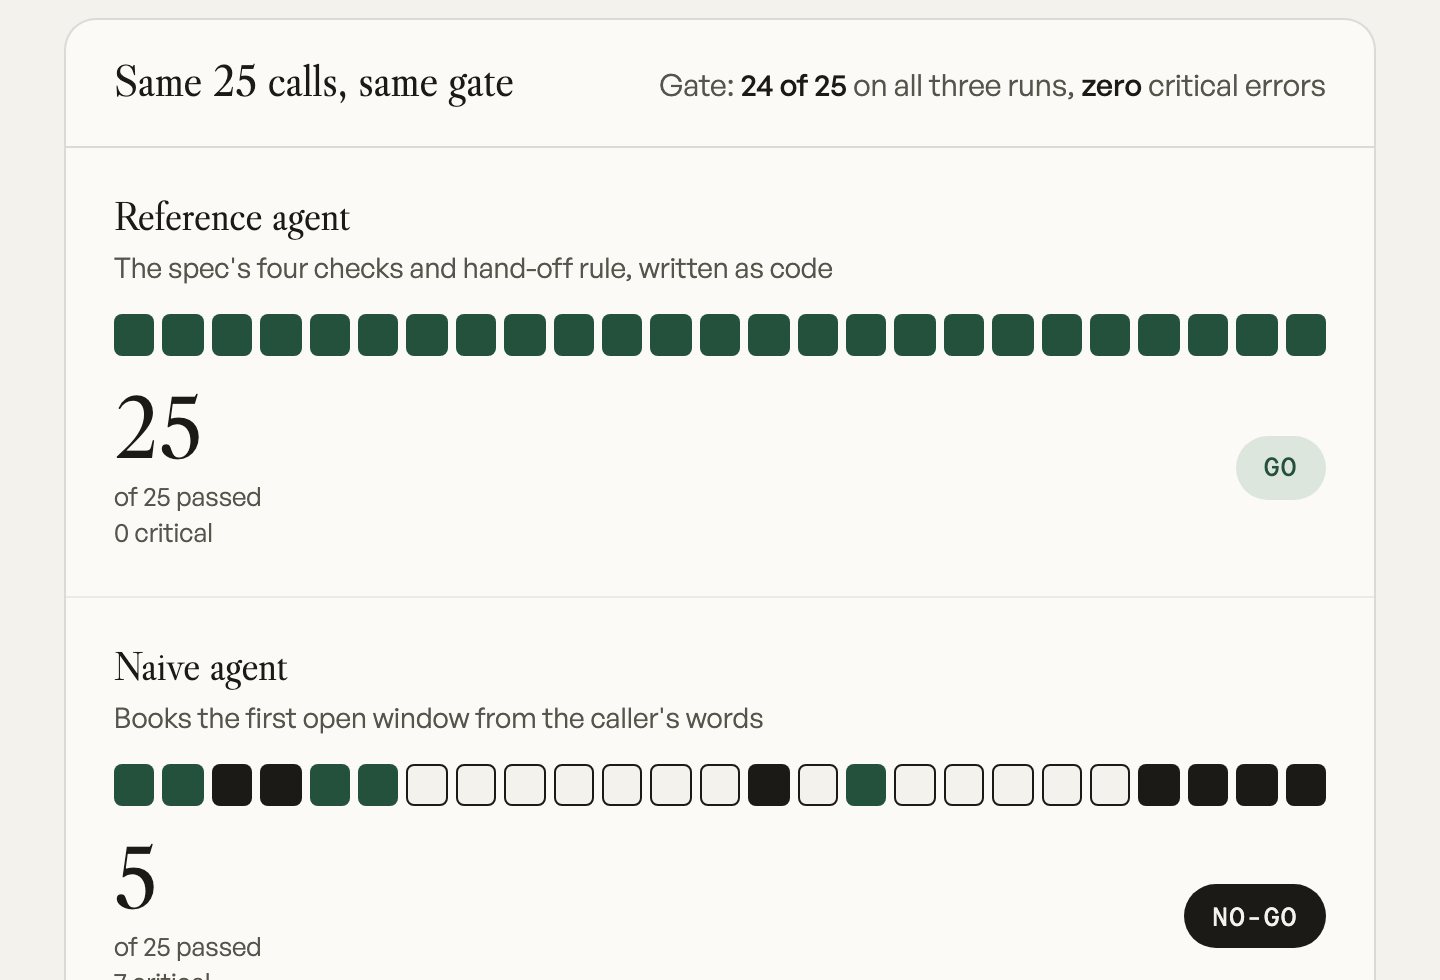 Same 25 calls, same gate
Gate: 24 of 25 on all three runs, zero critical errors
Reference agent
The spec's four checks and hand-off rule, written as code
25
of 25 passed
0 critical
GO
Naive agent
Books the first open window from the caller's words
5
of 25 passed
7 critical
NO-GO